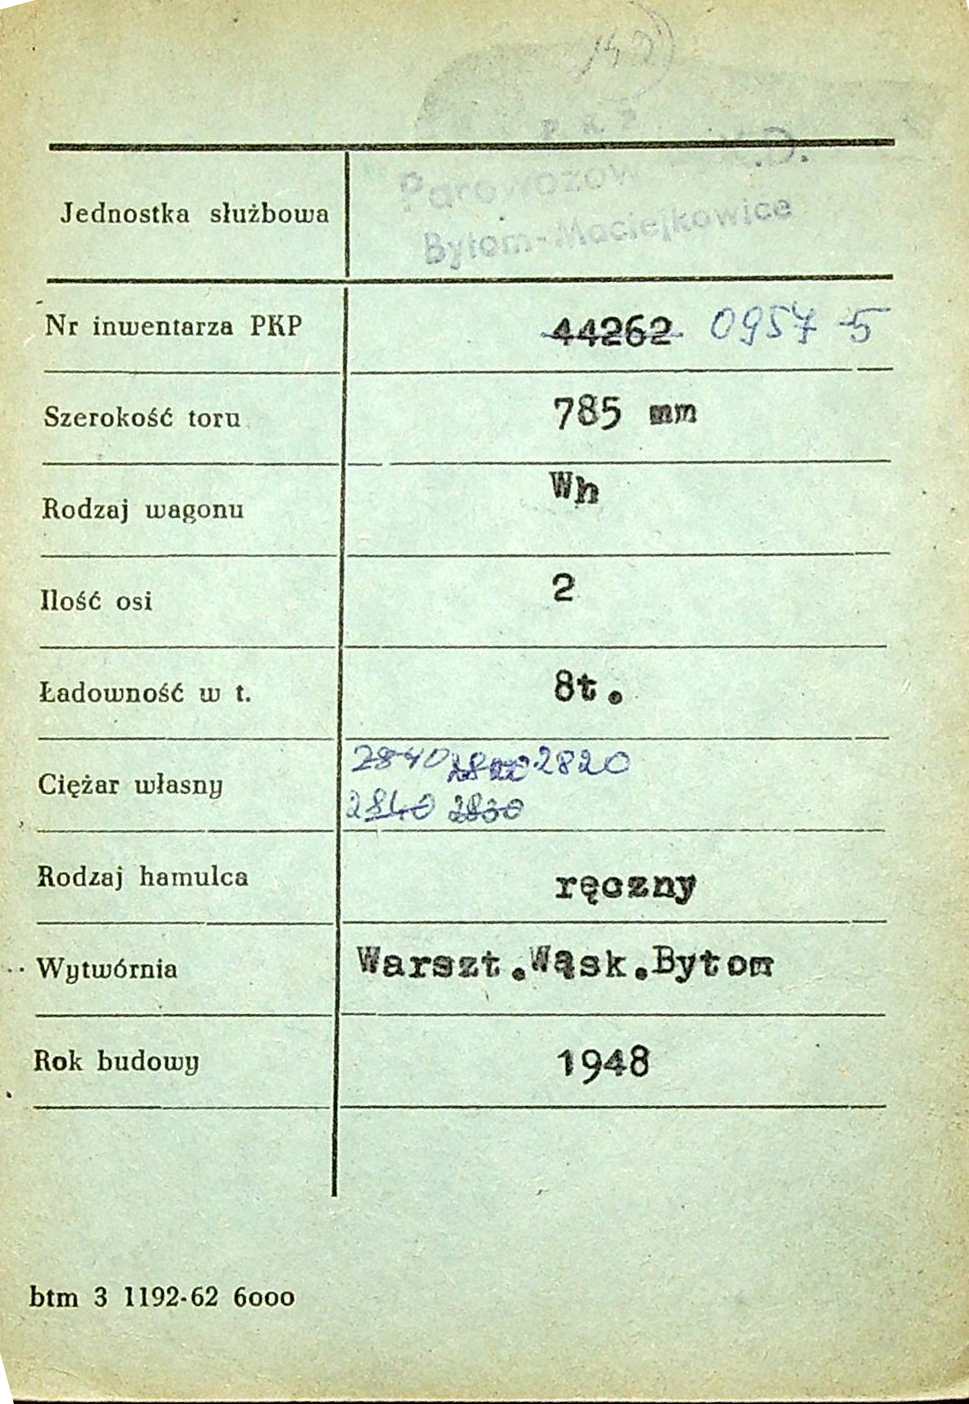 P.K.P
Parowozow K.D.
Bytom-Maciejkowice
Jednostka służbowa
Nr inwentarza PKP 44262 0957-5
Szerokość toru 785 mm
Rodzaj wagonu Wh
Ilość osi 2
Ładowność w t. 8t.
Ciężar własny 2840 2820
2840 2830
Rodzaj hamulca ręczny
Wytwórnia Warszt.Wąsk.Bytom
Rok budowy 1948
btm 3 1192-62 6000